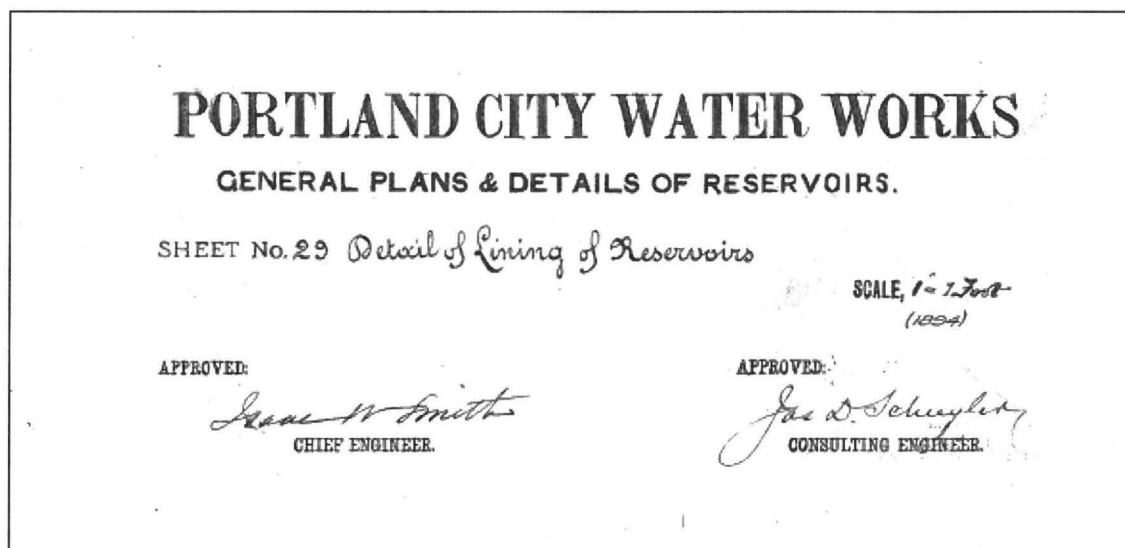 PORTLAND CITY WATER WORKS
GENERAL PLANS & DETAILS OF RESERVOIRS.
SHEET No. 29 Detail of Lining of Reservoirs
SCALE, 1"= 1 Foot
(1894)
APPROVED: APPROVED:
Isaac W Smith Jas D. Schuyler
CHIEF ENGINEER. CONSULTING ENGINEER.